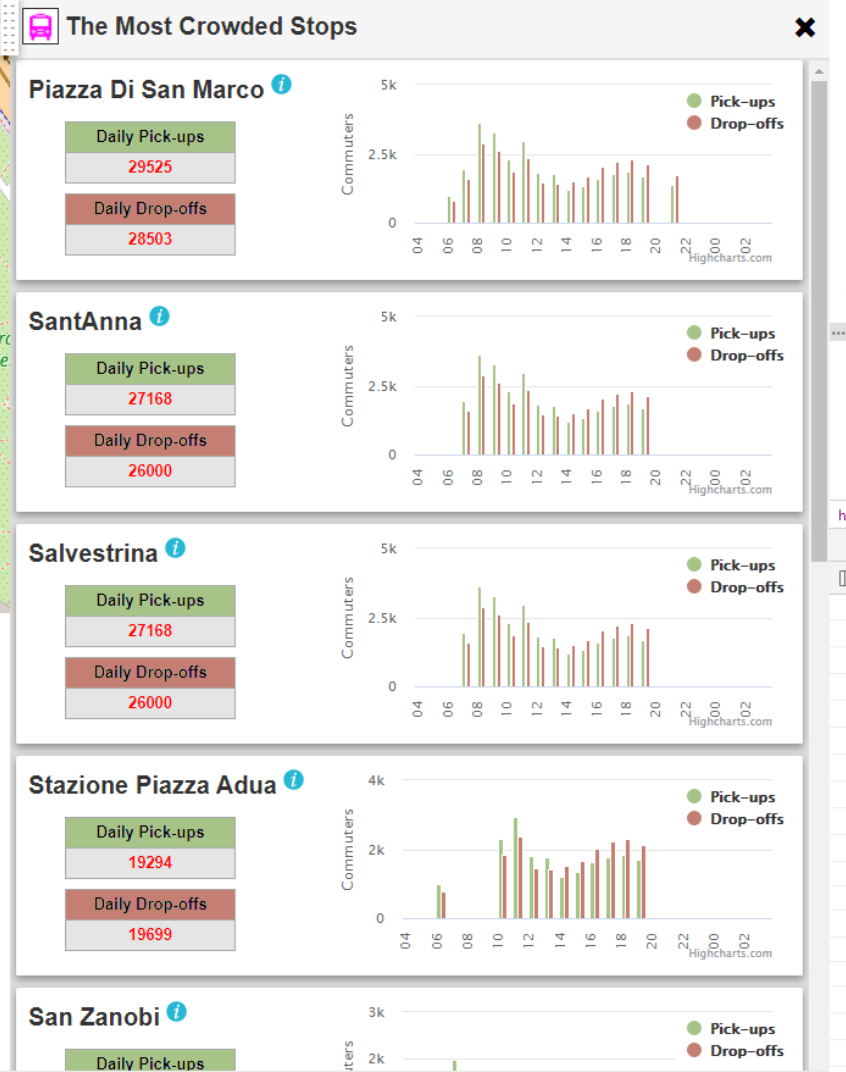 The Most Crowded Stops
Piazza Di San Marco
Daily Pick-ups
29525
Daily Drop-offs
28503
Commuters
5k
2.5k
0
04 06 08 10 12 14 16 18 20 22 00 02
Pick-ups
Drop-offs
Highcharts.com
SantAnna
Daily Pick-ups
27168
Daily Drop-offs
26000
Commuters
5k
2.5k
0
04 06 08 10 12 14 16 18 20 22 00 02
Pick-ups
Drop-offs
Highcharts.com
Salvestrina
Daily Pick-ups
27168
Daily Drop-offs
26000
Commuters
5k
2.5k
0
04 06 08 10 12 14 16 18 20 22 00 02
Pick-ups
Drop-offs
Highcharts.com
Stazione Piazza Adua
Daily Pick-ups
19294
Daily Drop-offs
19699
Commuters
4k
2k
0
04 06 08 10 12 14 16 18 20 22 00 02
Pick-ups
Drop-offs
Highcharts.com
San Zanobi
Daily Pick-ups
3k
2k
Pick-ups
Drop-offs